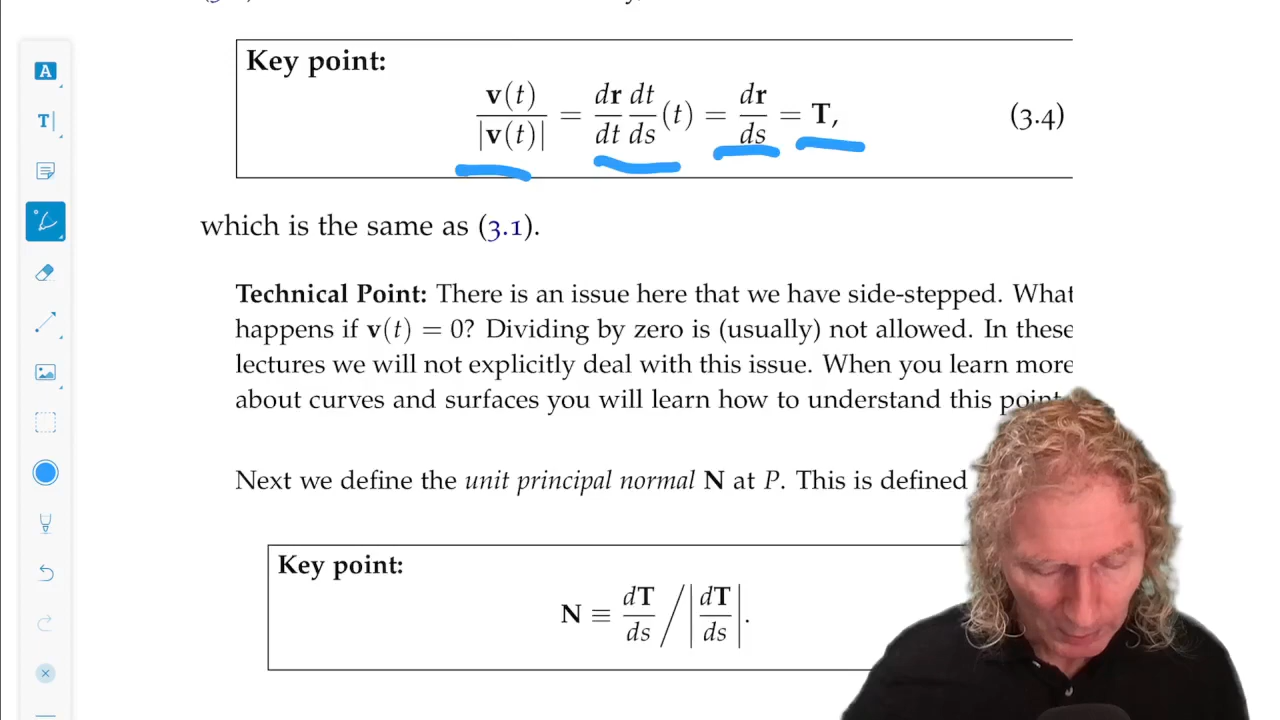 Key point:
v(t)/|v(t)| = dr/dt dt/ds (t) = dr/ds = T, (3.4)
which is the same as (3.1).
Technical Point: There is an issue here that we have side-stepped. What
happens if v(t) = 0? Dividing by zero is (usually) not allowed. In these
lectures we will not explicitly deal with this issue. When you learn more
about curves and surfaces you will learn how to understand this point
Next we define the unit principal normal N at P. This is defined
Key point:
N ≡ dT/ds / |dT/ds|.
A
T